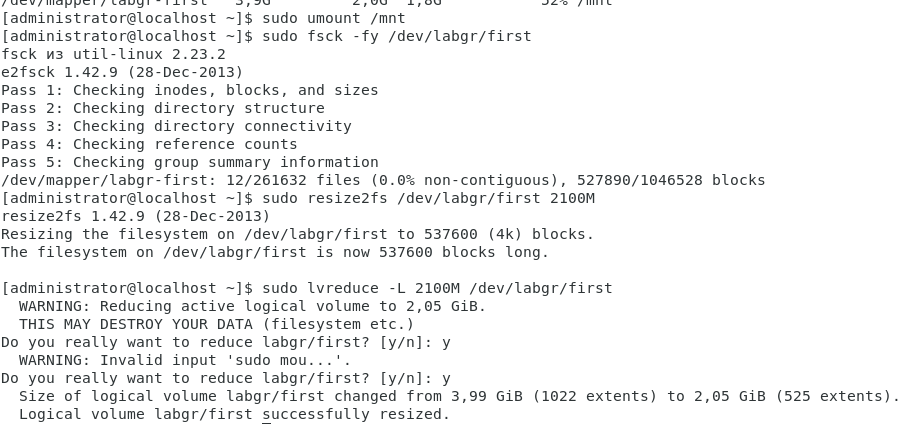 /dev/mapper/labgr-first   3,9G         2,0G  1,8G           52% /mnt
[administrator@localhost ~]$ sudo umount /mnt
[administrator@localhost ~]$ sudo fsck -fy /dev/labgr/first
fsck из util-linux 2.23.2
e2fsck 1.42.9 (28-Dec-2013)
Pass 1: Checking inodes, blocks, and sizes
Pass 2: Checking directory structure
Pass 3: Checking directory connectivity
Pass 4: Checking reference counts
Pass 5: Checking group summary information
/dev/mapper/labgr-first: 12/261632 files (0.0% non-contiguous), 527890/1046528 blocks
[administrator@localhost ~]$ sudo resize2fs /dev/labgr/first 2100M
resize2fs 1.42.9 (28-Dec-2013)
Resizing the filesystem on /dev/labgr/first to 537600 (4k) blocks.
The filesystem on /dev/labgr/first is now 537600 blocks long.
[administrator@localhost ~]$ sudo lvreduce -L 2100M /dev/labgr/first
  WARNING: Reducing active logical volume to 2,05 GiB.
  THIS MAY DESTROY YOUR DATA (filesystem etc.)
Do you really want to reduce labgr/first? [y/n]: y
  WARNING: Invalid input 'sudo mou...'.
Do you really want to reduce labgr/first? [y/n]: y
  Size of logical volume labgr/first changed from 3,99 GiB (1022 extents) to 2,05 GiB (525 extents).
  Logical volume labgr/first successfully resized.